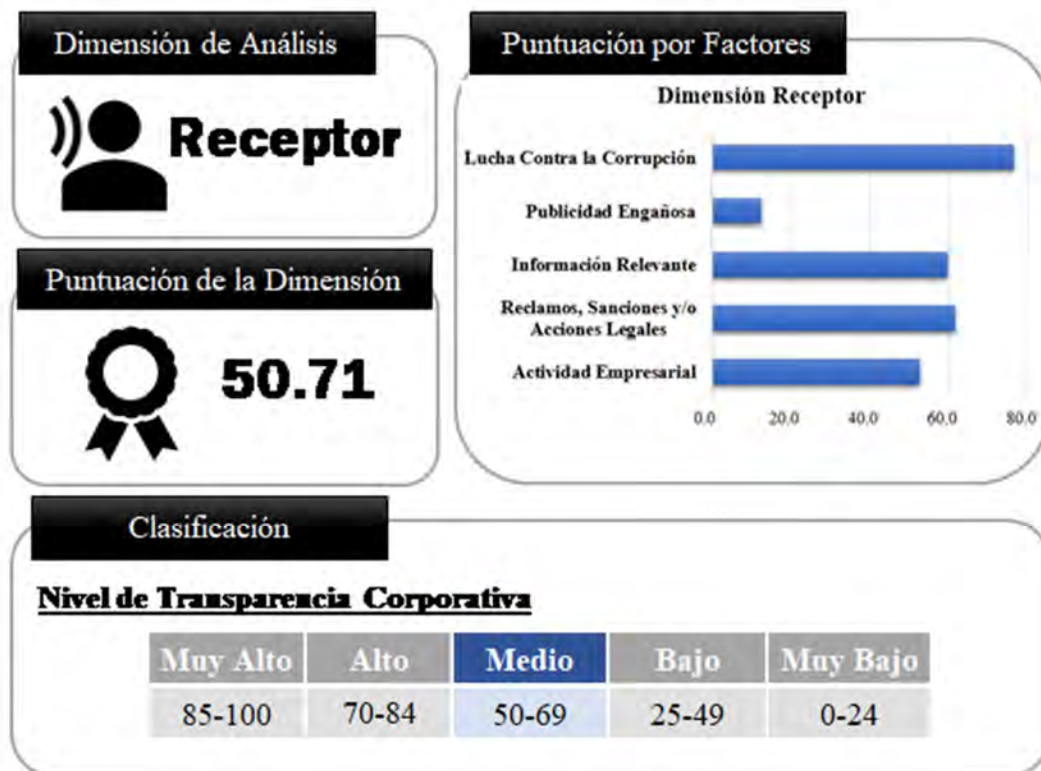 Dimensión de Análisis
Receptor
Puntuación de la Dimensión
50.71
Puntuación por Factores
Dimensión Receptor
Lucha Contra la Corrupción
Publicidad Engañosa
Información Relevante
Reclamos, Sanciones y/o
Acciones Legales
Actividad Empresarial
0.0 20.0 40.0 60.0 80.0
Clasificación
Nivel de Transparencia Corporativa
Muy Alto Alto Medio Bajo Muy Bajo
85-100 70-84 50-69 25-49 0-24